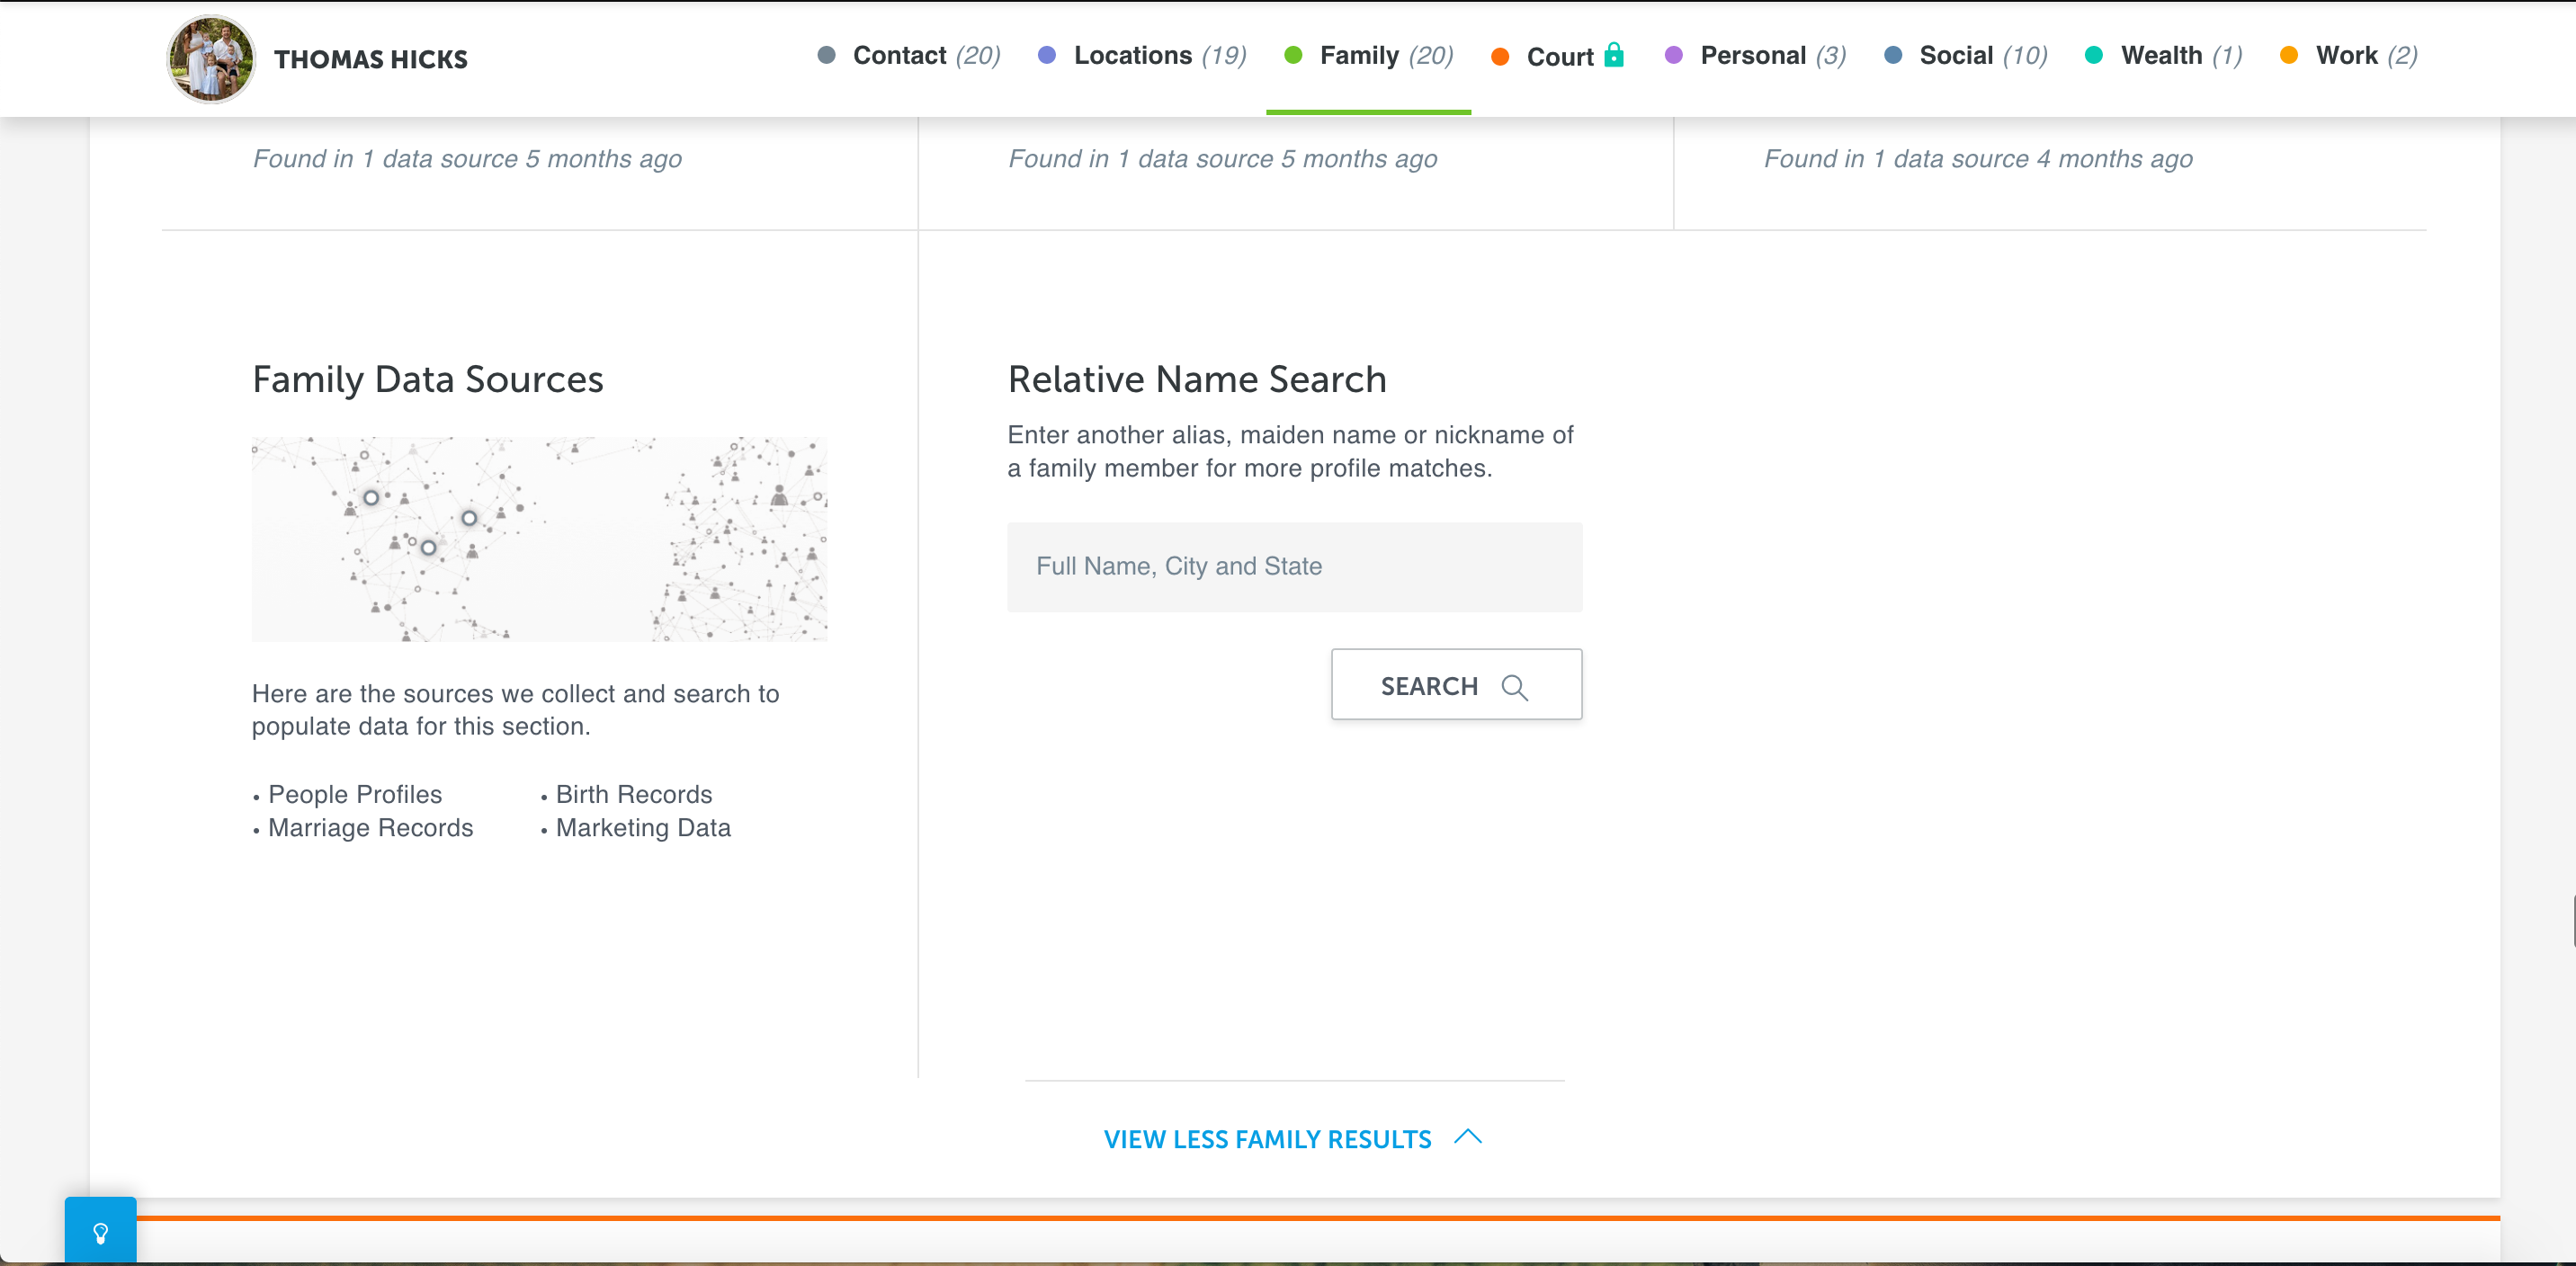 THOMAS HICKS
Contact (20) Locations (19) Family (20) Court Personal (3) Social (10) Wealth (1) Work (2)
Found in 1 data source 5 months ago
Found in 1 data source 5 months ago
Found in 1 data source 4 months ago
Family Data Sources
Here are the sources we collect and search to
populate data for this section.
• People Profiles
• Marriage Records
• Birth Records
• Marketing Data
Relative Name Search
Enter another alias, maiden name or nickname of
a family member for more profile matches.
Full Name, City and State
SEARCH
VIEW LESS FAMILY RESULTS